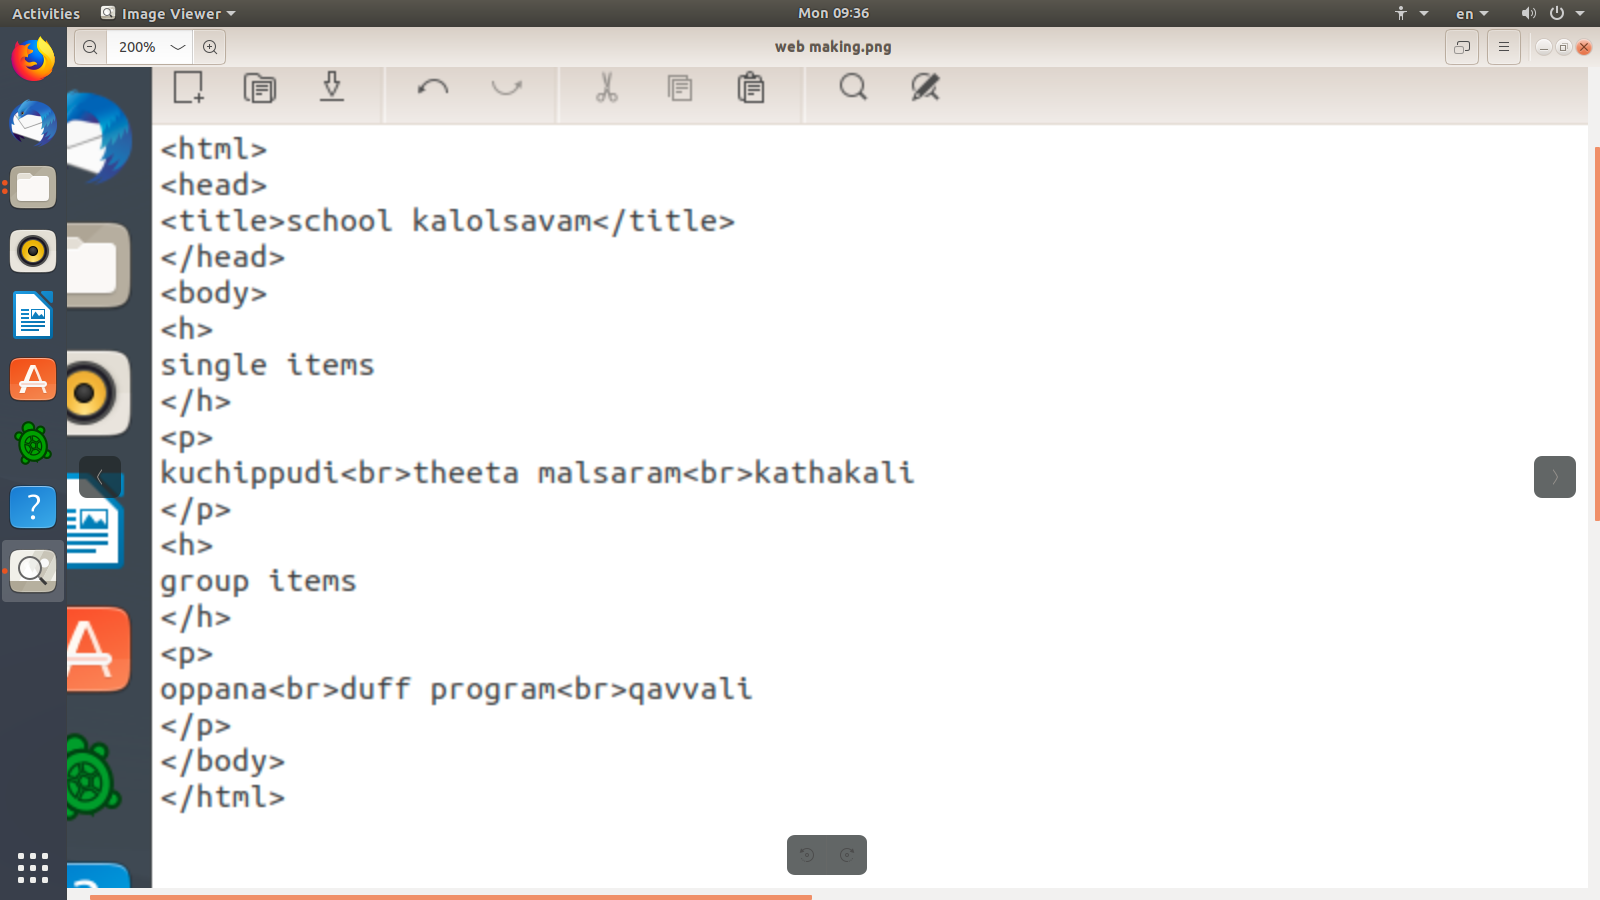 Activities Image Viewer Mon 09:36 en
200% web making.png
<html>
<head>
<title>school kalolsavam</title>
</head>
<body>
<h>
single items
</h>
<p>
kuchippudi<br>theeta malsaram<br>kathakali
</p>
<h>
group items
</h>
<p>
oppana<br>duff program<br>qavvali
</p>
</body>
</html>